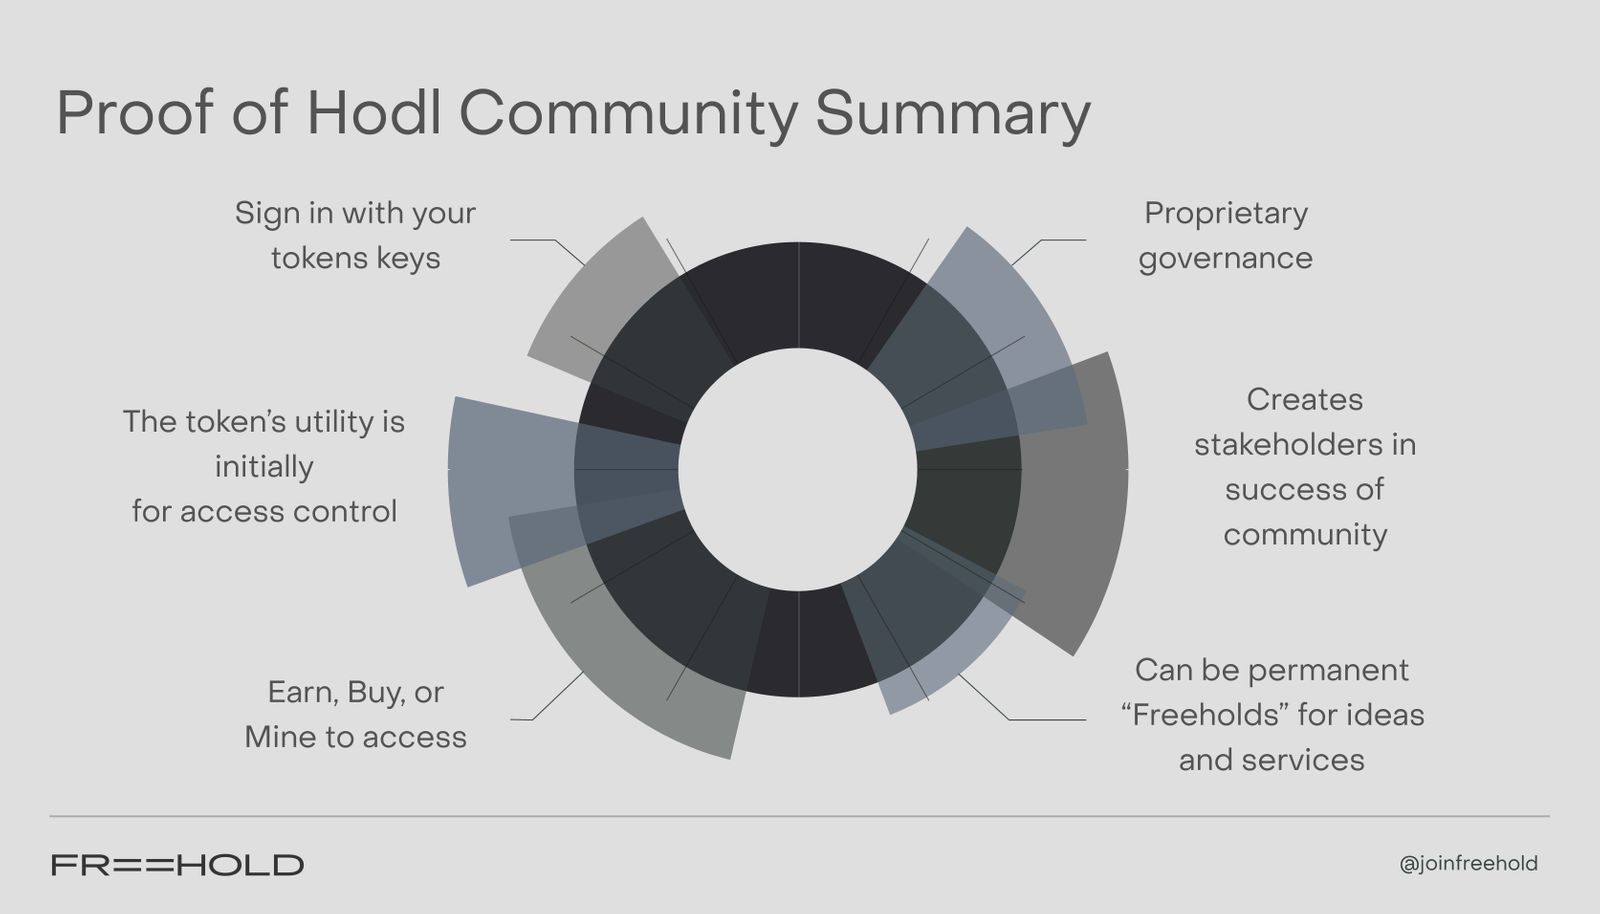 Proof of Hodl Community Summary
Sign in with your
tokens keys
The token’s utility is
initially
for access control
Earn, Buy, or
Mine to access
Proprietary
governance
Creates
stakeholders in
success of
community
Can be permanent
“Freeholds” for ideas
and services
FREEHOLD
@joinfreehold